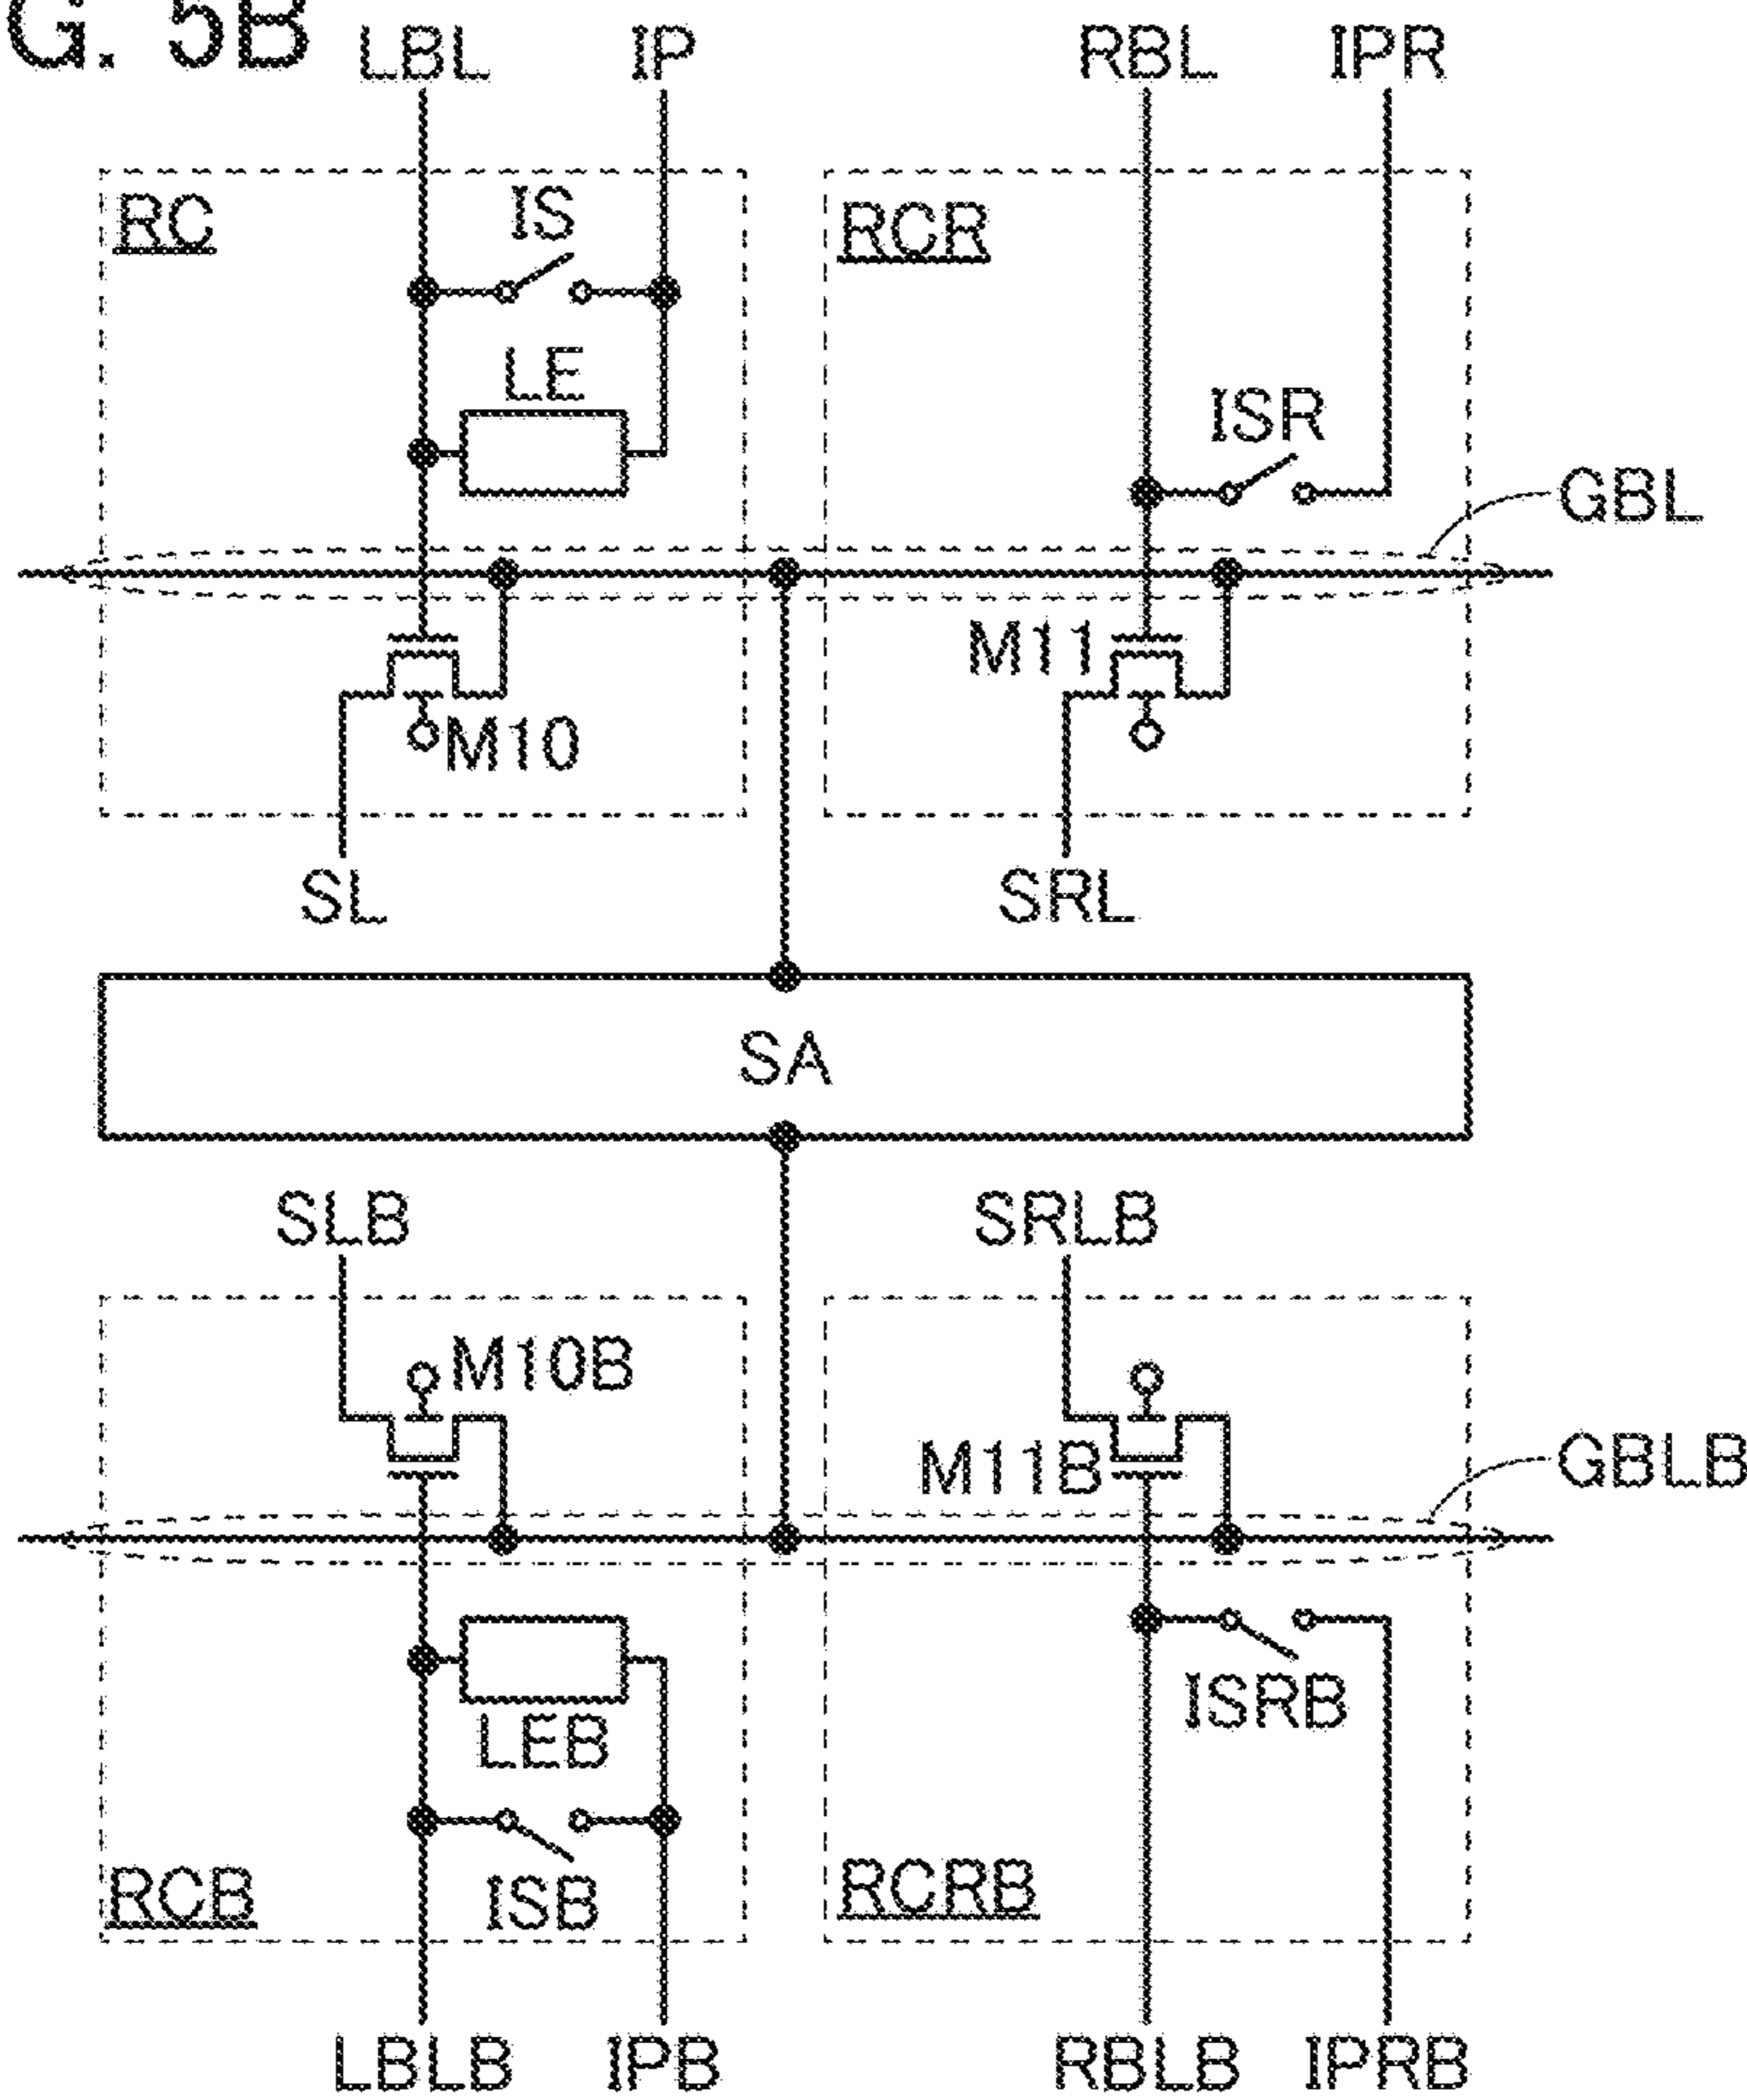 G. 5B
LBL IP RBL IPR
RC IS RCR
LE ISR
GBL
M11
M10
SL SRL
SA
SLB SRLB
M10B
M11B GBLB
LEB ISRB
RCB ISB RCRB
LBLB IPB RBLB IPRB